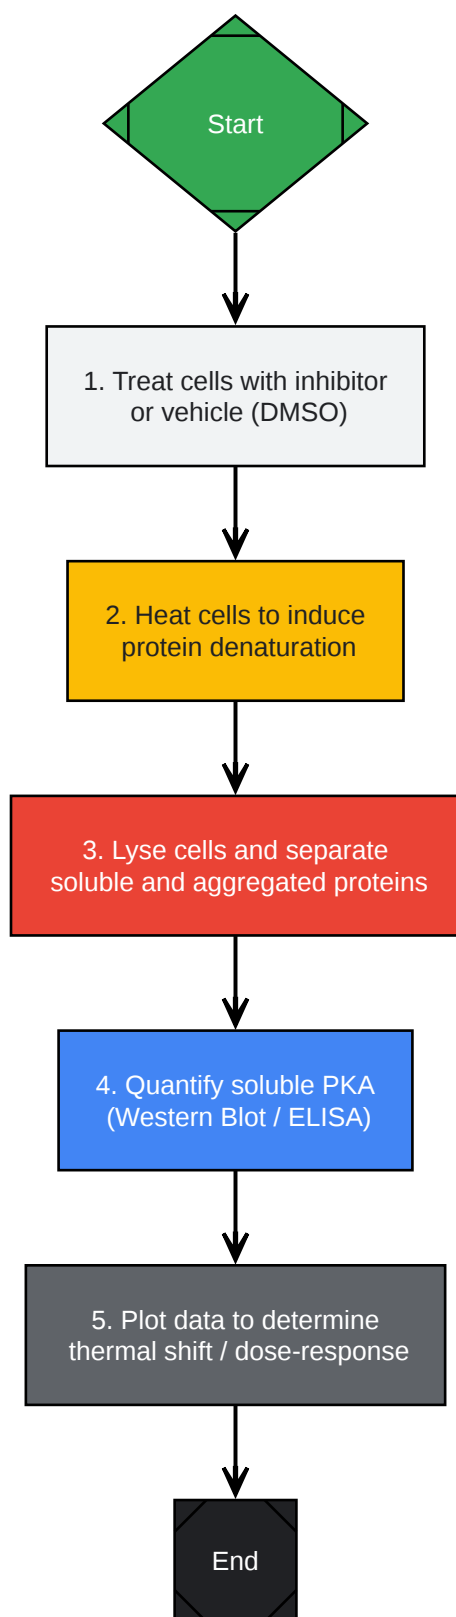 Start
1. Treat cells with inhibitor
or vehicle (DMSO)
2. Heat cells to induce
protein denaturation
3. Lyse cells and separate
soluble and aggregated proteins
4. Quantify soluble PKA
(Western Blot / ELISA)
5. Plot data to determine
thermal shift / dose-response
End